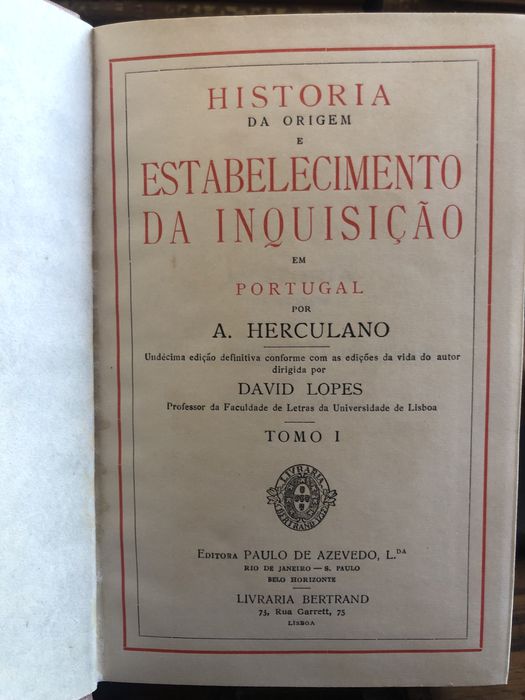 HISTORIA
DA ORIGEM
E
ESTABELECIMENTO
DA INQUISIÇÃO
EM
PORTUGAL
POR
A. HERCULANO
Undécima edição definitiva conforme com as edições da vida do autor
dirigida por
DAVID LOPES
Professor da Faculdade de Letras da Universidade de Lisboa
TOMO I
LIVRARIA
BERTRAND
EDITORA PAULO DE AZEVEDO, L.DA
RIO DE JANEIRO — S. PAULO
BELO HORIZONTE
LIVRARIA BERTRAND
73, Rua Garrett, 75
LISBOA